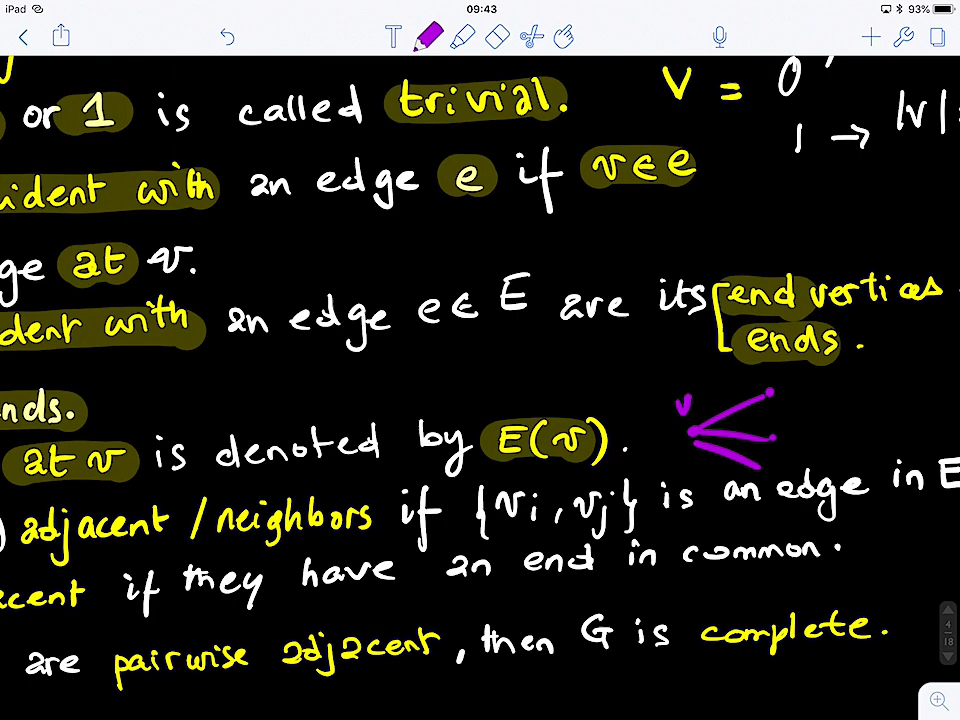 iPad 09:43 93%
T
or 1 is called trivial. V = 0
1 → |V| =
ident with an edge e if v ∈ e
ge at v.
dent with an edge e ∈ E are its end vertices
ends.
nds.
v
at v is denoted by E(v).
adjacent / neighbors if {vi, vj} is an edge in E
cent if they have an end in common.
are pairwise adjacent, then G is complete.
4
18